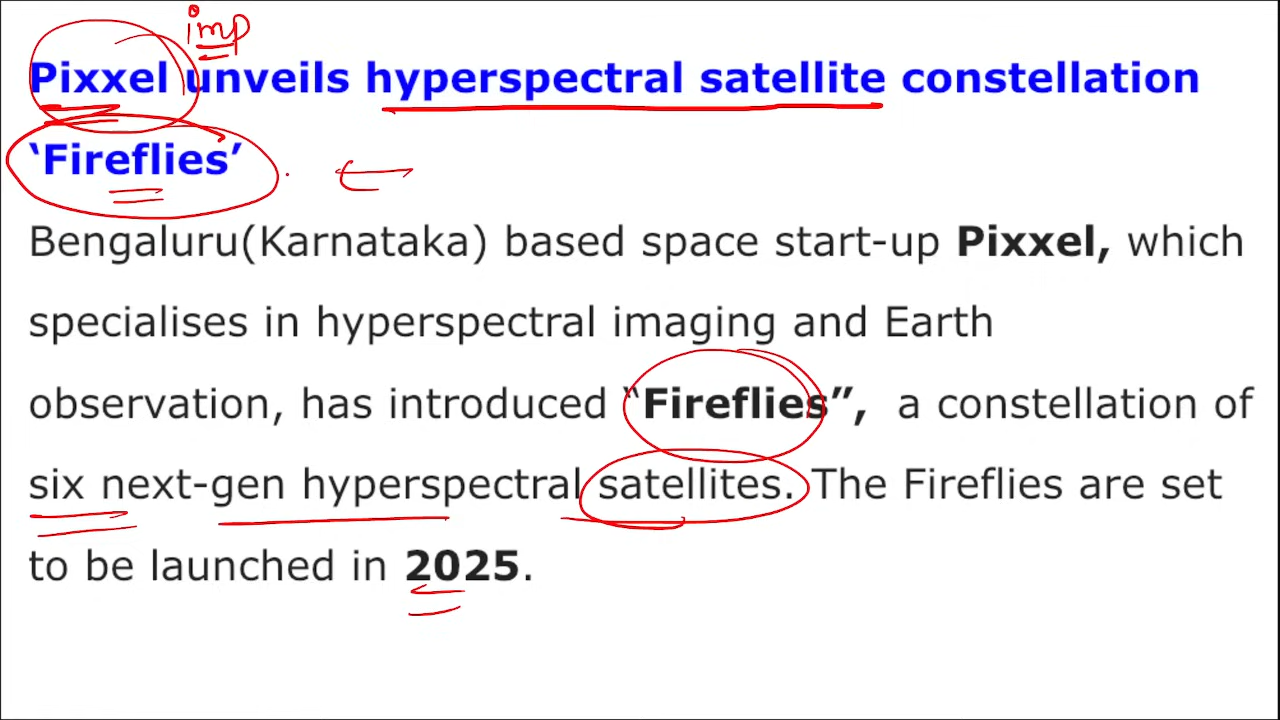 imp
Pixxel unveils hyperspectral satellite constellation
‘Fireflies’
Bengaluru(Karnataka) based space start-up Pixxel, which
specialises in hyperspectral imaging and Earth
observation, has introduced “Fireflies”, a constellation of
six next-gen hyperspectral satellites. The Fireflies are set
to be launched in 2025.